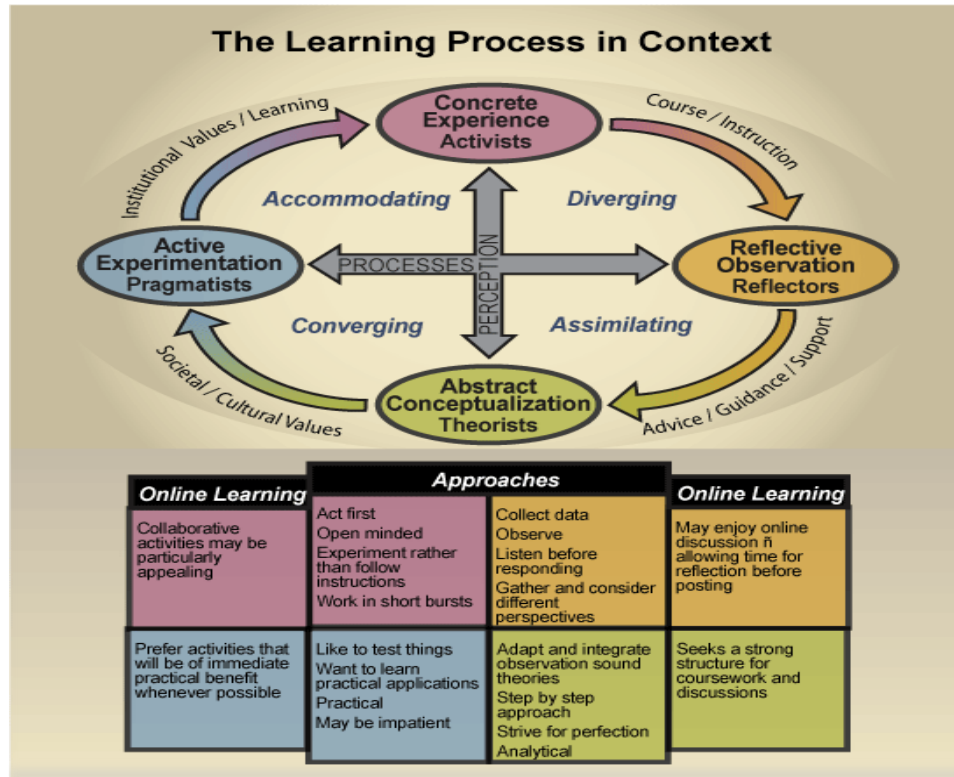 The Learning Process in Context
Institutional Values / Learning
Concrete
Experience
Activists
Course / Instruction
Accommodating
Diverging
Active
Experimentation
Pragmatists
PROCESSES
PERCEPTION
Reflective
Observation
Reflectors
Converging
Assimilating
Societal / Cultural Values
Abstract
Conceptualization
Theorists
Advice / Guidance / Support
Online Learning
Approaches
Online Learning
Collaborative
activities may be
particularly
appealing
Act first
Open minded
Experiment rather
than follow
instructions
Work in short bursts
Collect data
Observe
Listen before
responding
Gather and consider
different
perspectives
May enjoy online
discussion ñ
allowing time for
reflection before
posting
Prefer activities that
will be of immediate
practical benefit
whenever possible
Like to test things
Want to learn
practical applications
Practical
May be impatient
Adapt and integrate
observation sound
theories
Step by step
approach
Strive for perfection
Analytical
Seeks a strong
structure for
coursework and
discussions